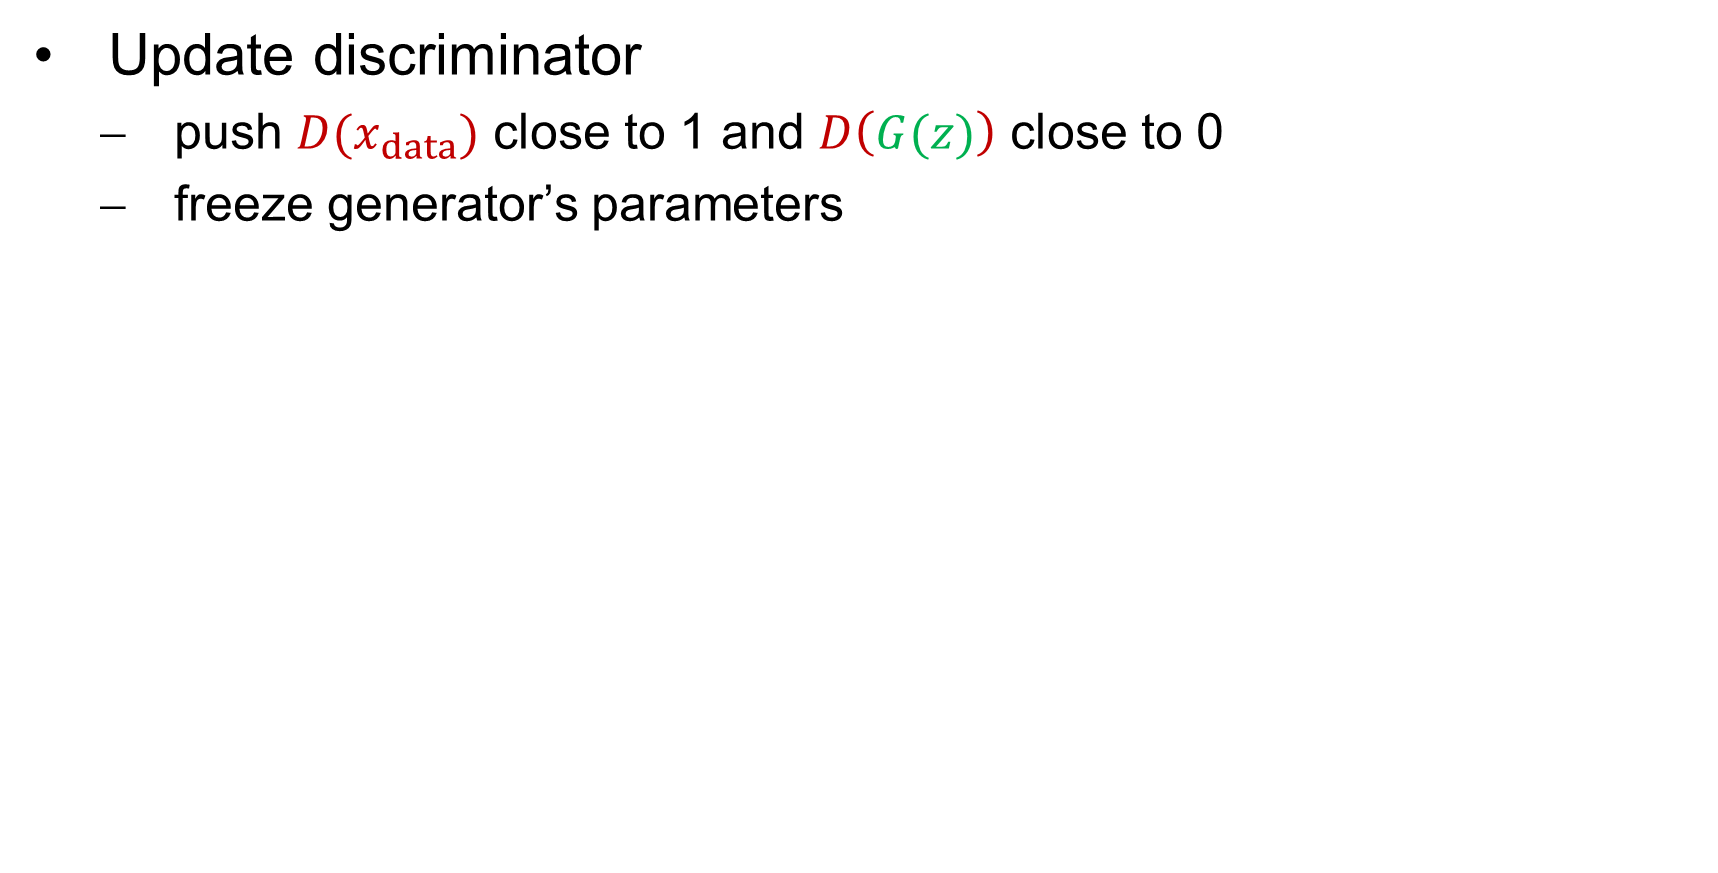 • Update discriminator
– push D(x_data) close to 1 and D(G(z)) close to 0
– freeze generator’s parameters